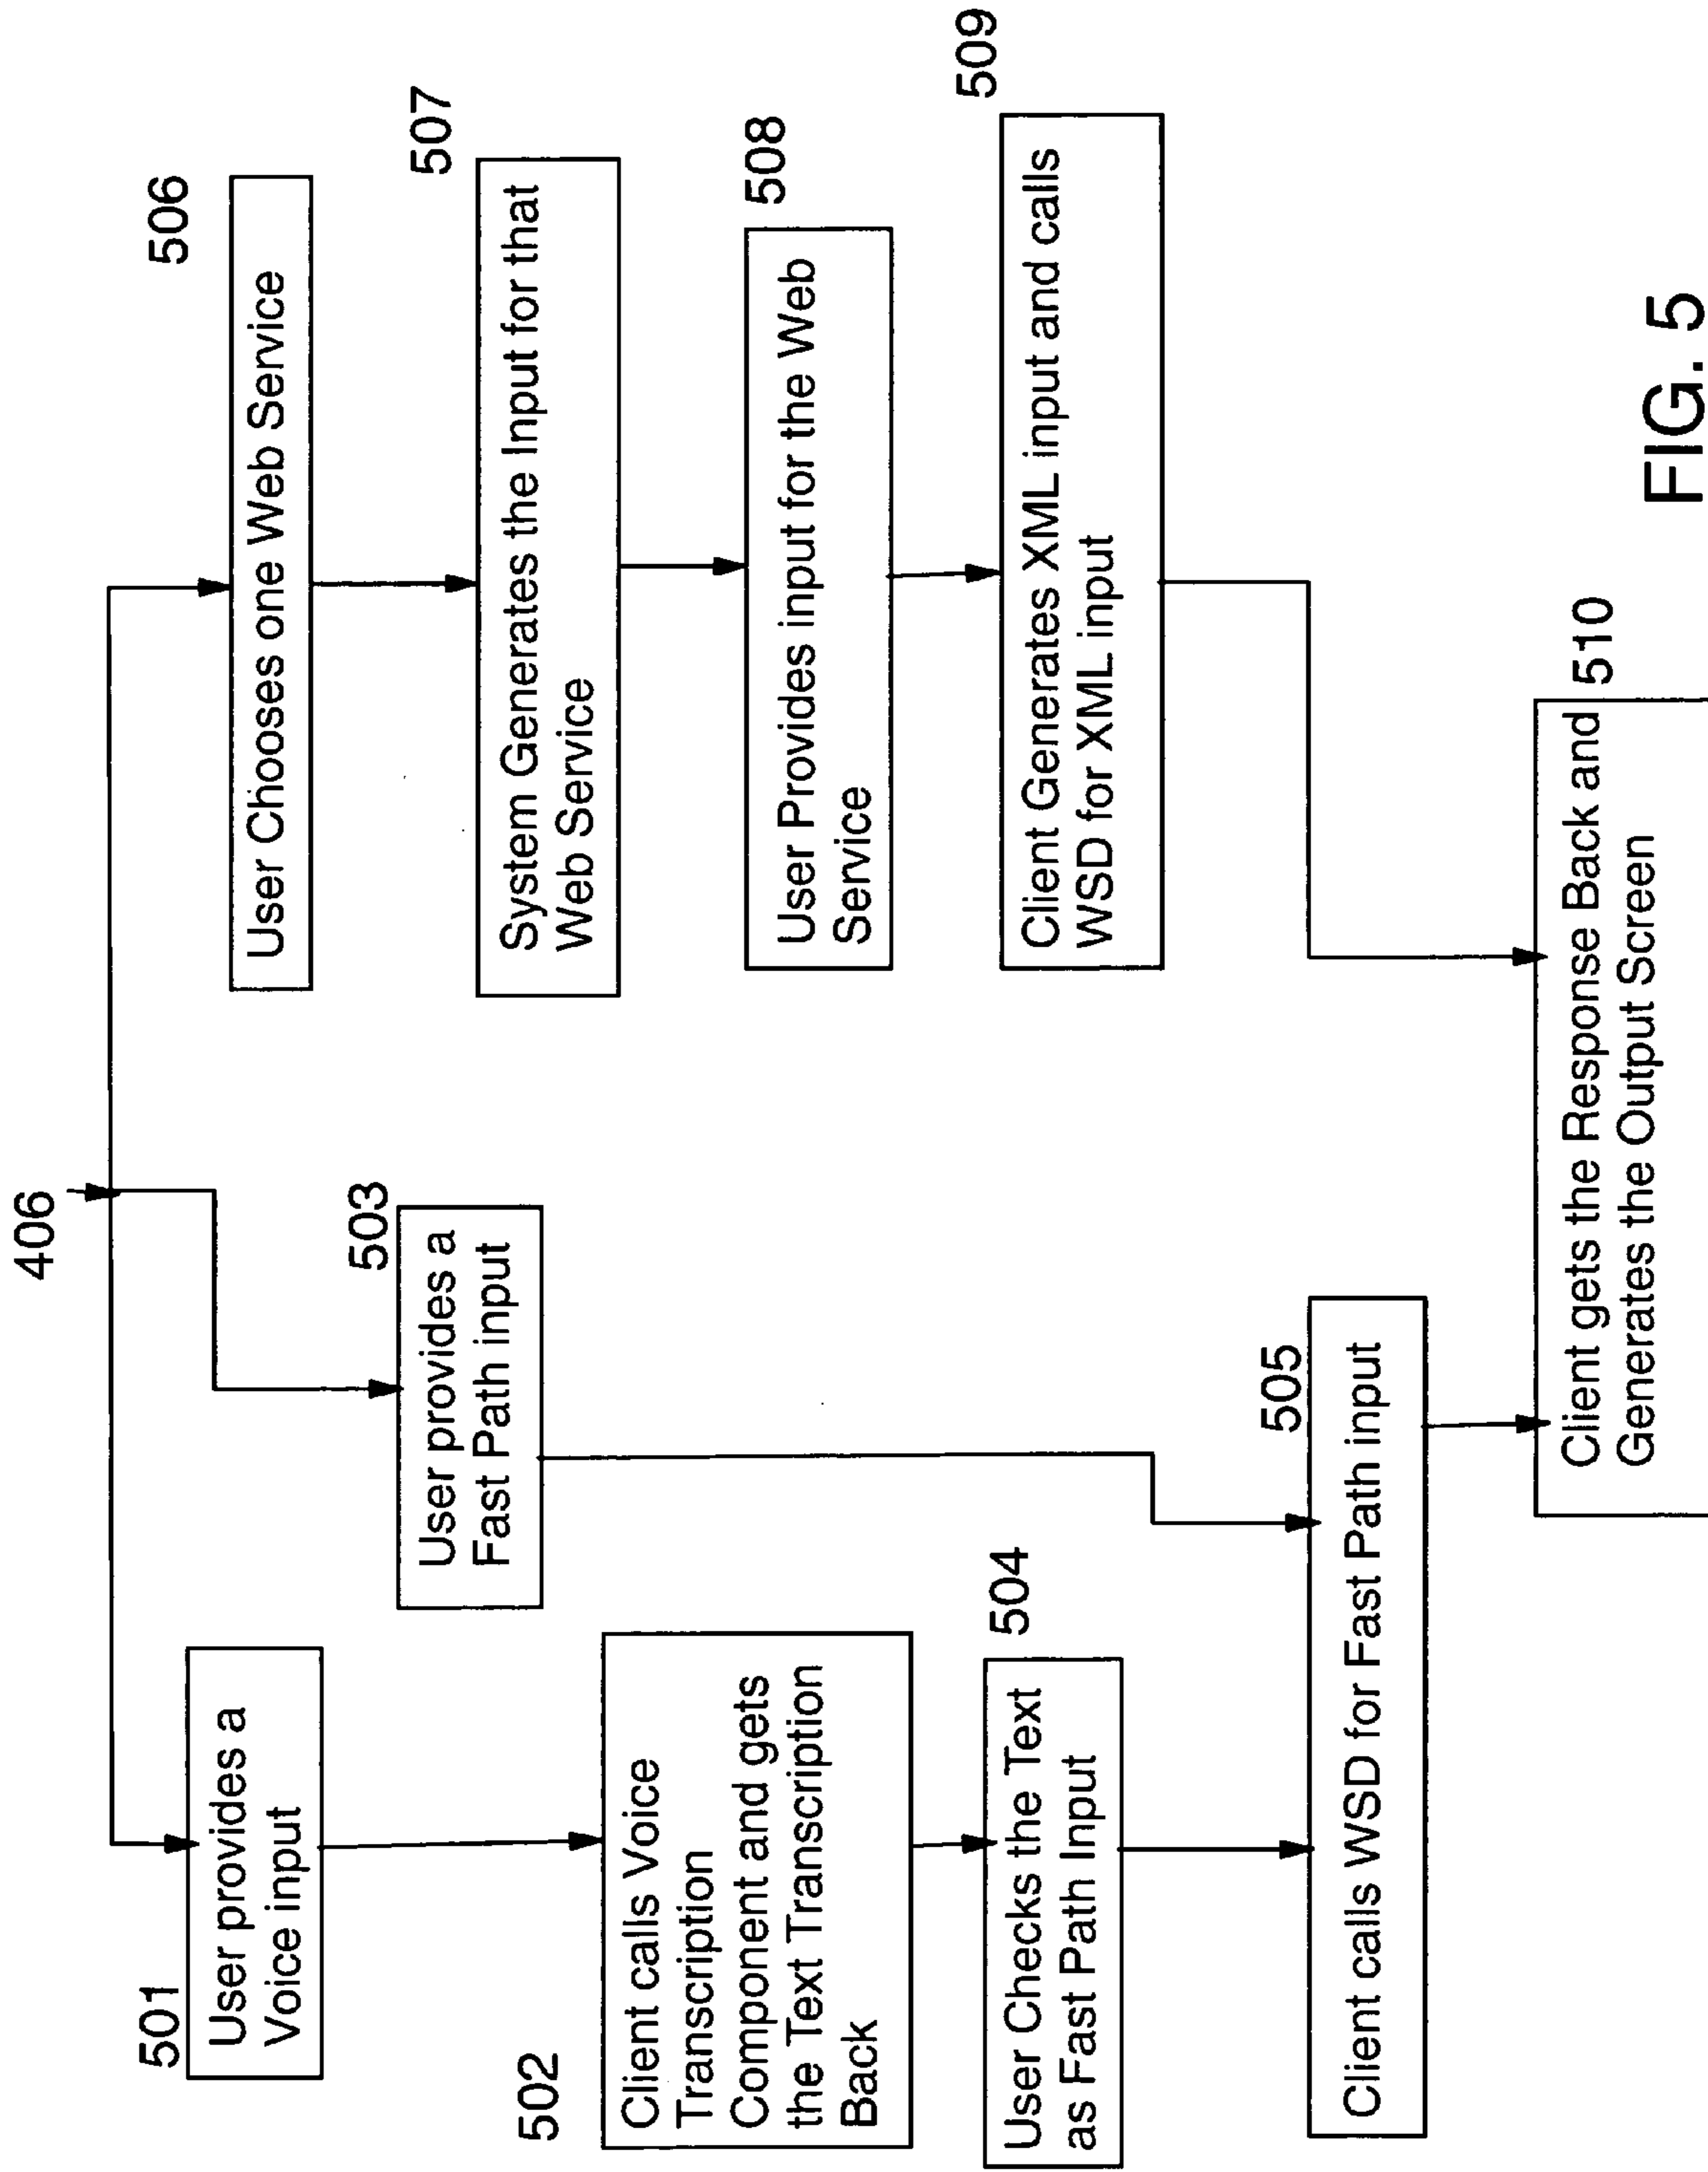 406
501
User provides a
Voice input
502
Client calls Voice
Transcription
Component and gets
the Text Transcription
Back
503
User provides a
Fast Path input
504
User Checks the Text
as Fast Path Input
505
Client calls WSD for Fast Path input
506
User Chooses one Web Service
507
System Generates the Input for that
Web Service
508
User Provides input for the Web
Service
509
Client Generates XML input and calls
WSD for XML input
510
Client gets the Response Back and
Generates the Output Screen
FIG. 5